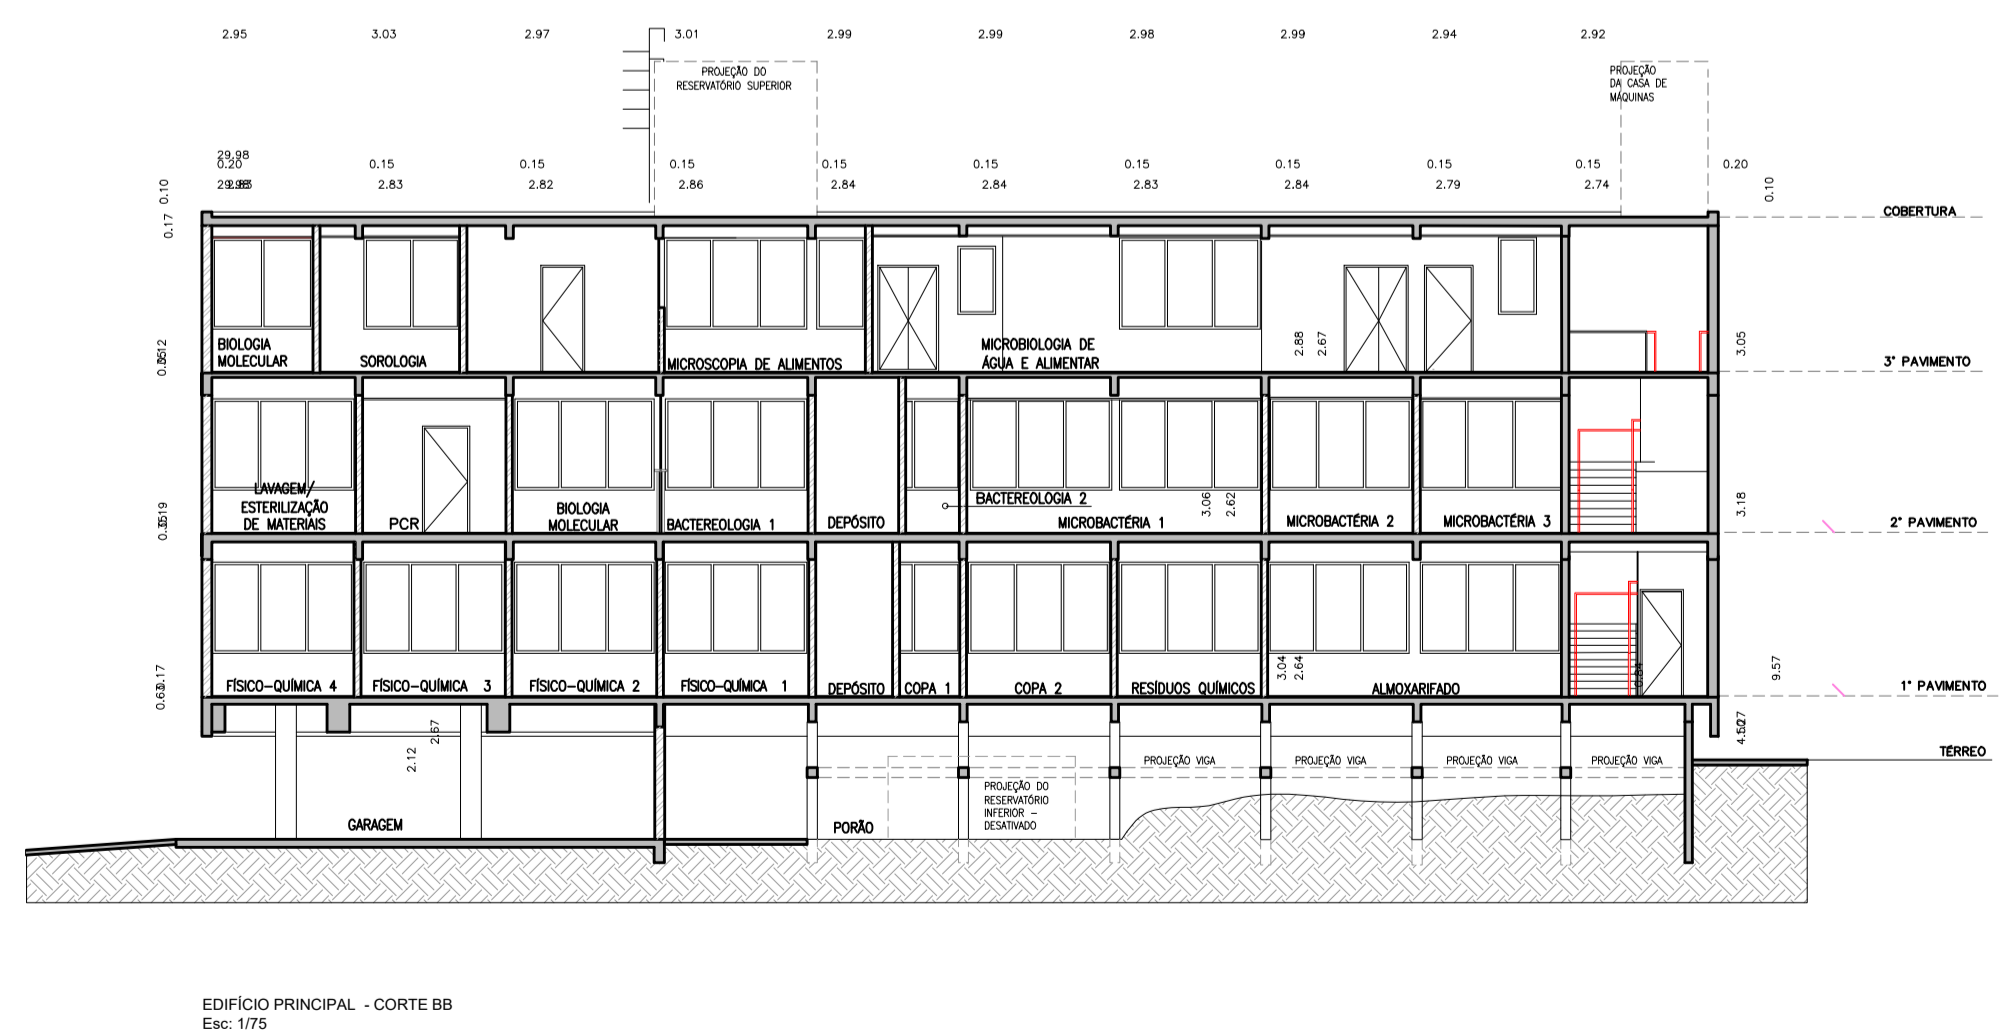 2.95 3.03 2.97 3.01 2.99 2.99 2.98 2.99 2.94 2.92
PROJEÇÃO DO
RESERVATÓRIO SUPERIOR
PROJEÇÃO
DA CASA DE
MÁQUINAS
29.98
0.20 0.15 0.15 0.15 0.15 0.15 0.15 0.15 0.15 0.15 0.20
2.83 2.82 2.86 2.84 2.84 2.83 2.84 2.79 2.74
0.10
0.17
0.10
COBERTURA
BIOLOGIA
MOLECULAR
SOROLOGIA
MICROSCOPIA DE ALIMENTOS
MICROBIOLOGIA DE
ÁGUA E ALIMENTAR
2.88
2.67
3.05
3° PAVIMENTO
LAVAGEM/
ESTERILIZAÇÃO
DE MATERIAIS
PCR
BIOLOGIA
MOLECULAR
BACTEREOLOGIA 1
DEPÓSITO
BACTEREOLOGIA 2
MICROBACTÉRIA 1
3.06
2.62
MICROBACTÉRIA 2
MICROBACTÉRIA 3
3.18
2° PAVIMENTO
FÍSICO-QUÍMICA 4
FÍSICO-QUÍMICA 3
FÍSICO-QUÍMICA 2
FÍSICO-QUÍMICA 1
DEPÓSITO
COPA 1
COPA 2
RESÍDUOS QUÍMICOS
3.04
2.64
ALMOXARIFADO
9.57
1° PAVIMENTO
2.12
2.67
GARAGEM
PORÃO
PROJEÇÃO DO
RESERVATÓRIO
INFERIOR –
DESATIVADO
PROJEÇÃO VIGA
PROJEÇÃO VIGA
PROJEÇÃO VIGA
PROJEÇÃO VIGA
TÉRREO
EDIFÍCIO PRINCIPAL - CORTE BB
Esc: 1/75